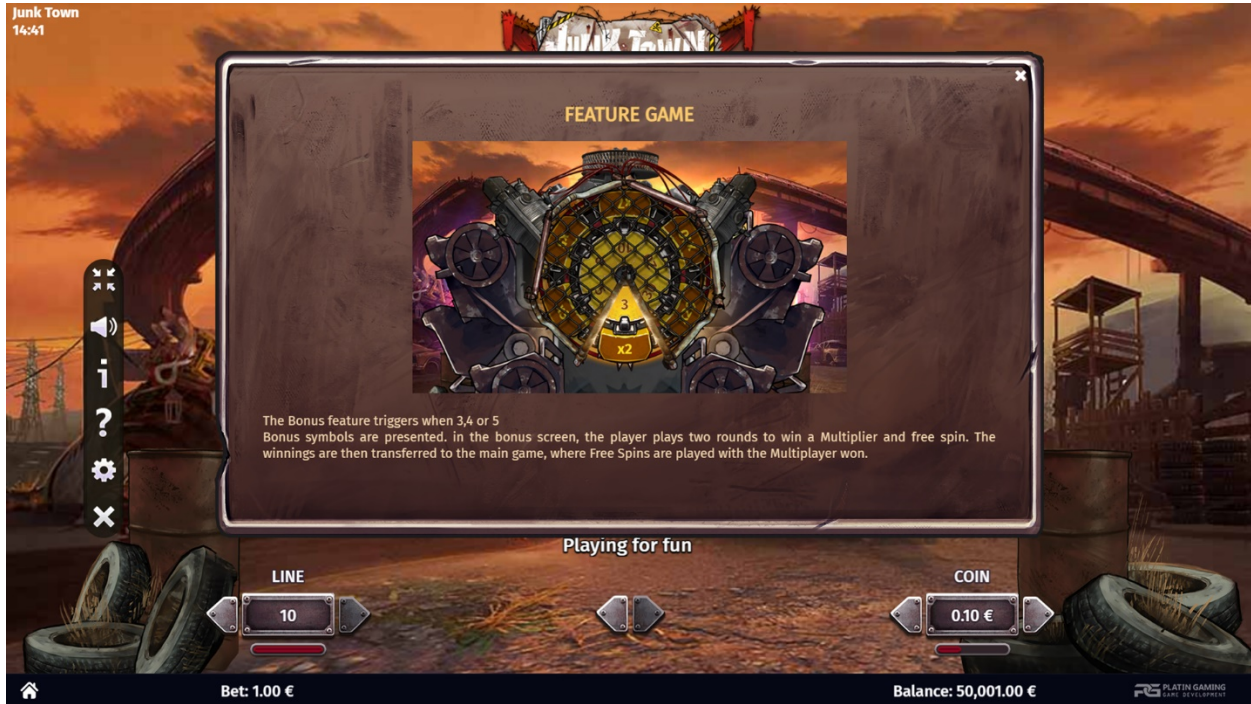 Junk Town
14:41
JUNK TOWN
FEATURE GAME
3
x2
The Bonus feature triggers when 3,4 or 5
Bonus symbols are presented. in the bonus screen, the player plays two rounds to win a Multiplier and free spin. The
winnings are then transferred to the main game, where Free Spins are played with the Multiplayer won.
i
?
Playing for fun
LINE
COIN
10
0.10 €
Bet: 1.00 €
Balance: 50,001.00 €
PG PLATIN GAMING
GAME DEVELOPMENT